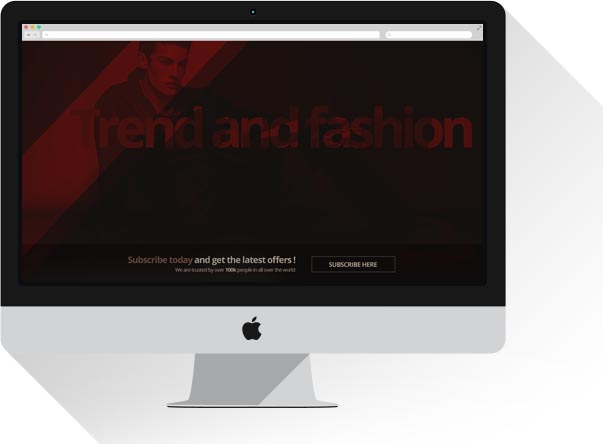 Trend and fashion
Subscribe today and get the latest offers !
We are trusted by over 100k people in all over the world
SUBSCRIBE HERE